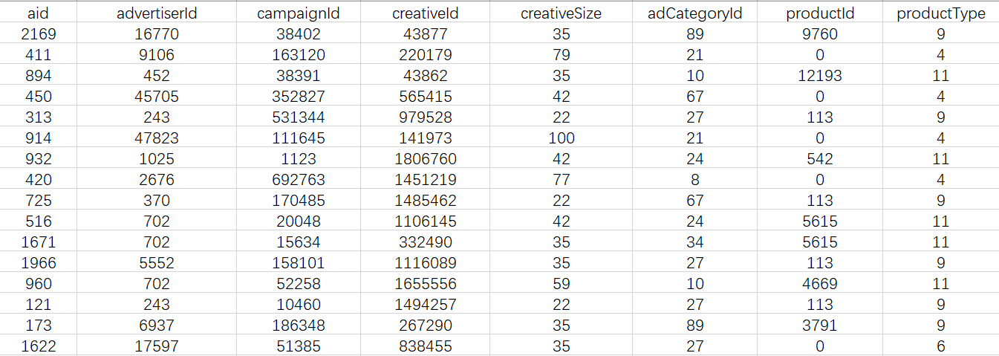 aid advertiserId campaignId creativeId creativeSize adCategoryId productId productType
2169 16770 38402 43877 35 89 9760 9
411 9106 163120 220179 79 21 0 4
894 452 38391 43862 35 10 12193 11
450 45705 352827 565415 42 67 0 4
313 243 531344 979528 22 27 113 9
914 47823 111645 141973 100 21 0 4
932 1025 1123 1806760 42 24 542 11
420 2676 692763 1451219 77 8 0 4
725 370 170485 1485462 22 67 113 9
516 702 20048 1106145 42 24 5615 11
1671 702 15634 332490 35 34 5615 11
1966 5552 158101 1116089 35 27 113 9
960 702 52258 1655556 59 10 4669 11
121 243 10460 1494257 22 27 113 9
173 6937 186348 267290 35 89 3791 9
1622 17597 51385 838455 35 27 0 6